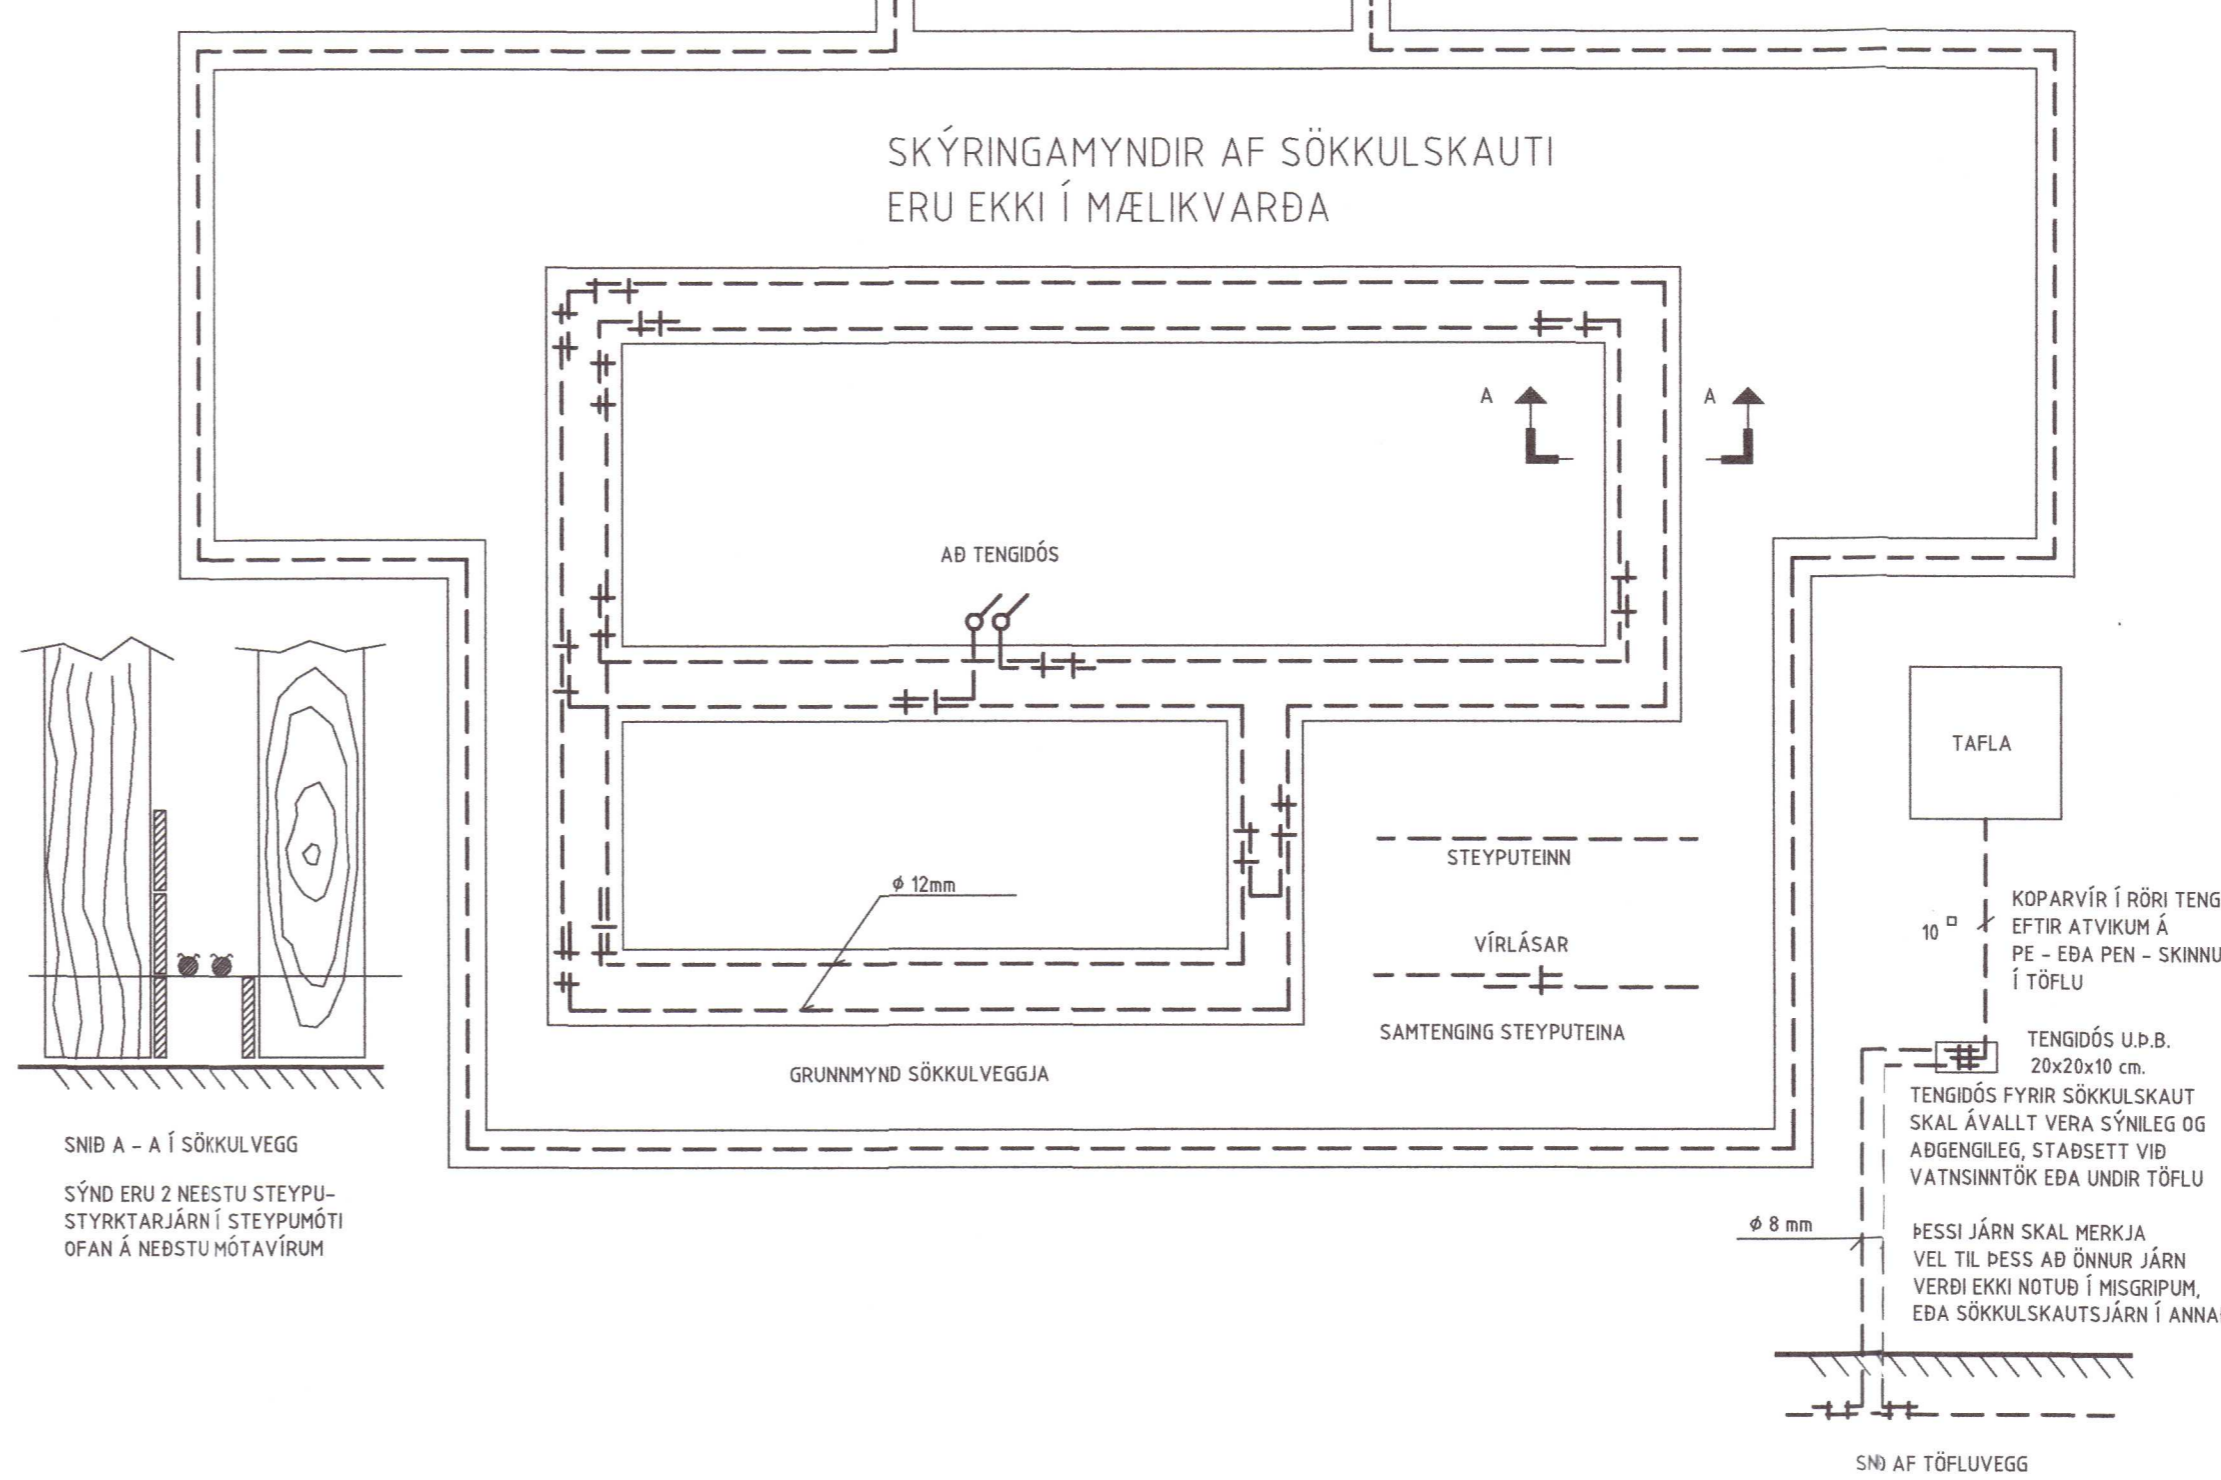 SKÝRINGAMYNDIR AF SÖKKULSKAUTI
ERU EKKI Í MÆLIKVARÐA
A
A
AÐ TENGIDÓS
TAFLA
STEYPUTEINN
ϕ 12mm
VÍRLÁSAR
SAMTENGING STEYPUTEINA
GRUNNMYND SÖKKULVEGGJA
10 □
KOPARVÍR Í RÖRI TENG
EFTIR ATVIKUM Á
PE - EÐA PEN - SKINNU
Í TÖFLU
TENGIDÓS U.Þ.B.
20x20x10 cm.
TENGIDÓS FYRIR SÖKKULSKAUT
SKAL ÁVALLT VERA SÝNILEG OG
AÐGENGILEG, STAÐSETT VIÐ
VATNSINNTÖK EÐA UNDIR TÖFLU
SNIÐ A - A Í SÖKKULVEGG
SÝND ERU 2 NEÐSTU STEYPU-
STYRKTARJÁRN Í STEYPUMÓTI
OFAN Á NEÐSTU MÓTAVÍRUM
ϕ 8 mm
ÞESSI JÁRN SKAL MERKJA
VEL TIL ÞESS AÐ ÖNNUR JÁRN
VERÐI EKKI NOTUÐ Í MISGRIPUM,
EÐA SÖKKULSKAUTSJÁRN Í ANNA
SNIÐ AF TÖFLUVEGG